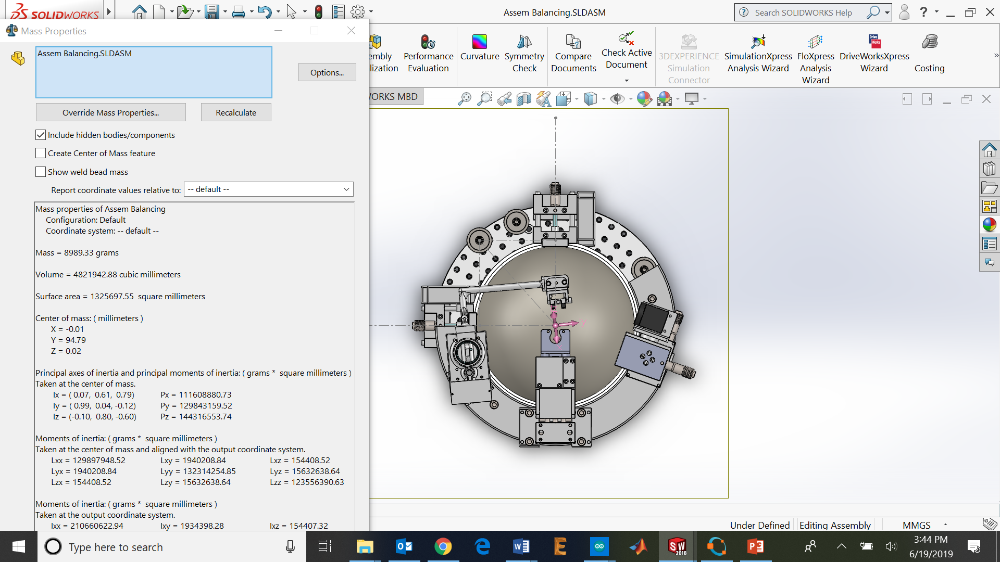 SOLIDWORKS
Assem Balancing.SLDASM
Search SOLIDWORKS Help
?
Mass Properties
Assem Balancing.SLDASM
Options...
Override Mass Properties...
Recalculate
Include hidden bodies/components
Create Center of Mass feature
Show weld bead mass
Report coordinate values relative to:
-- default --
Mass properties of Assem Balancing
Configuration: Default
Coordinate system: -- default --
Mass = 8989.33 grams
Volume = 4821942.88 cubic millimeters
Surface area = 1325697.55 square millimeters
Center of mass: ( millimeters )
X = -0.01
Y = 94.79
Z = 0.02
Principal axes of inertia and principal moments of inertia: ( grams * square millimeters )
Taken at the center of mass.
Ix = ( 0.07, 0.61, 0.79) Px = 111608880.73
Iy = ( 0.99, 0.04, -0.12) Py = 129843159.52
Iz = (-0.10, 0.80, -0.60) Pz = 144316553.74
Moments of inertia: ( grams * square millimeters )
Taken at the center of mass and aligned with the output coordinate system.
Lxx = 129897948.52 Lxy = 1940208.84 Lxz = 154408.52
Lyx = 1940208.84 Lyy = 132314254.85 Lyz = 15632638.64
Lzx = 154408.52 Lzy = 15632638.64 Lzz = 123556390.63
Moments of inertia: ( grams * square millimeters )
Taken at the output coordinate system.
Ixx = 210660622.94 Ixy = 1934398.28 Ixz = 154407.32
embly
lization
Performance
Evaluation
Curvature
Symmetry
Check
Compare
Documents
Check Active
Document
3DEXPERIENCE
Simulation
Connector
SimulationXpress
Analysis Wizard
FloXpress
Analysis
Wizard
DriveWorksXpress
Wizard
Costing
ORKS MBD
Y
Under Defined
Editing Assembly
MMGS
Type here to search
SW
2018
3:44 PM
6/19/2019